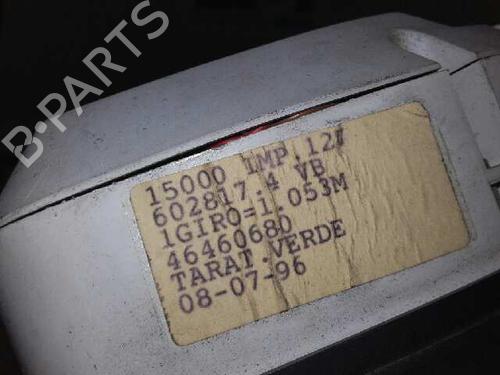 B-PARTS
15000 IMP.12V
602817.4 VB
1GIRO=1.053M
46460680
TARAT.VERDE
08-07-96